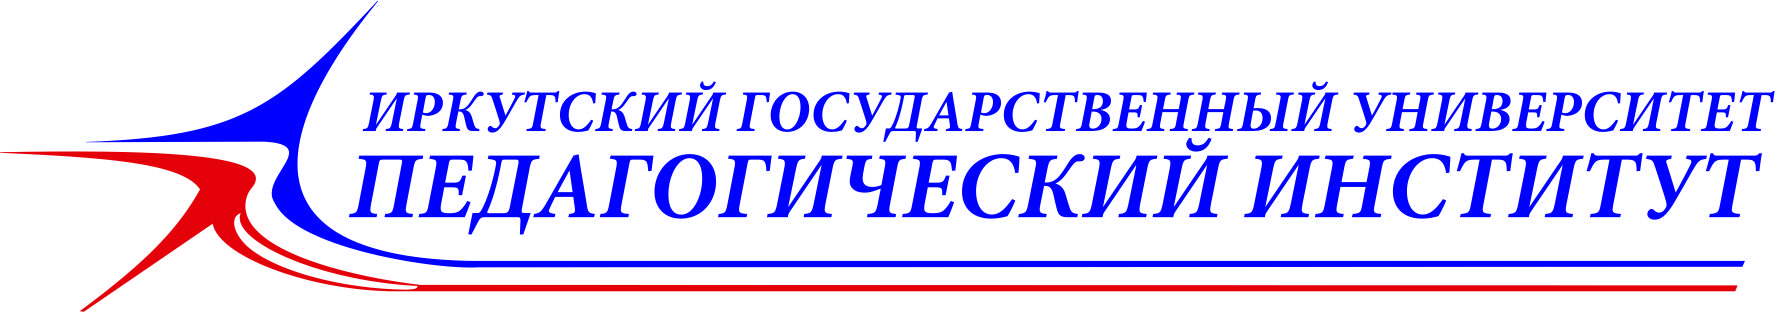 ИРКУТСКИЙ ГОСУДАРСТВЕННЫЙ УНИВЕРСИТЕТ
ПЕДАГОГИЧЕСКИЙ ИНСТИТУТ